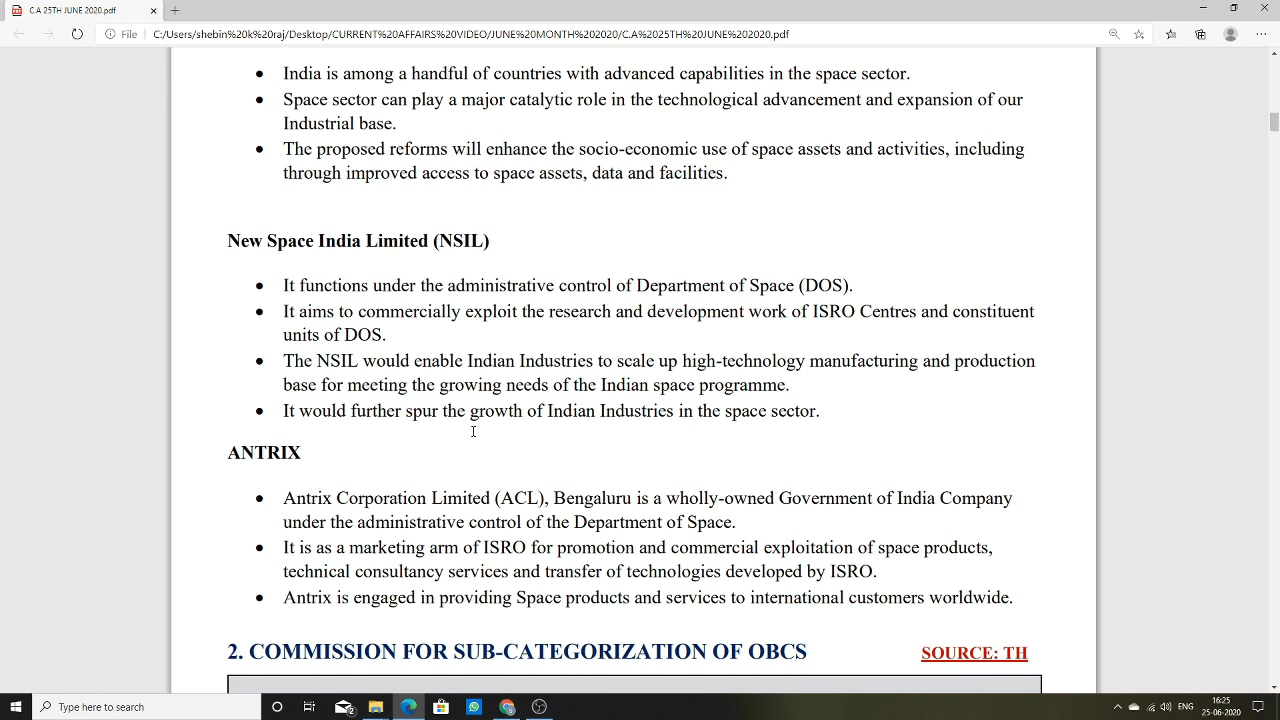 C.A 25TH JUNE 2020.pdf
File
C:/Users/shebin%20k%20raj/Desktop/CURRENT%20AFFAIRS%20VIDEO/JUNE%20MONTH%202020/C.A%2025TH%20JUNE%202020.pdf
• India is among a handful of countries with advanced capabilities in the space sector.
• Space sector can play a major catalytic role in the technological advancement and expansion of our
Industrial base.
• The proposed reforms will enhance the socio-economic use of space assets and activities, including
through improved access to space assets, data and facilities.
New Space India Limited (NSIL)
• It functions under the administrative control of Department of Space (DOS).
• It aims to commercially exploit the research and development work of ISRO Centres and constituent
units of DOS.
• The NSIL would enable Indian Industries to scale up high-technology manufacturing and production
base for meeting the growing needs of the Indian space programme.
• It would further spur the growth of Indian Industries in the space sector.
ANTRIX
• Antrix Corporation Limited (ACL), Bengaluru is a wholly-owned Government of India Company
under the administrative control of the Department of Space.
• It is as a marketing arm of ISRO for promotion and commercial exploitation of space products,
technical consultancy services and transfer of technologies developed by ISRO.
• Antrix is engaged in providing Space products and services to international customers worldwide.
2. COMMISSION FOR SUB-CATEGORIZATION OF OBCS SOURCE: TH
Type here to search
ENG
16:25
25-06-2020